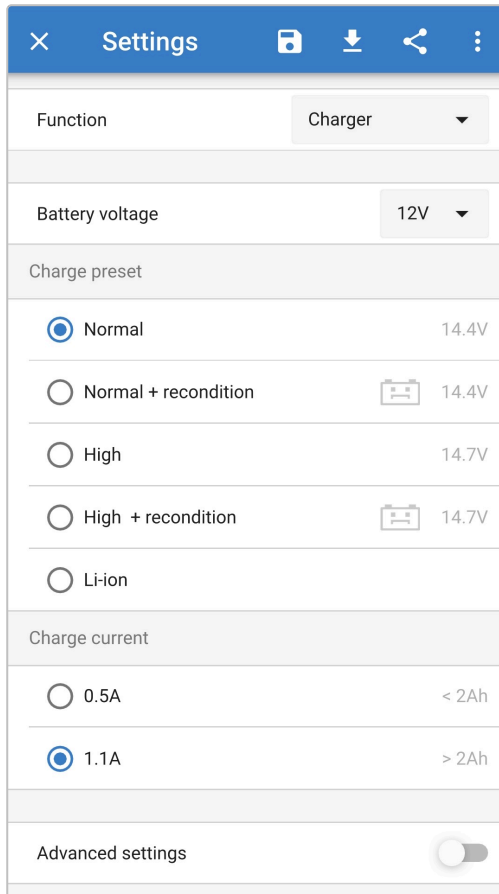 Settings
Function Charger
Battery voltage 12V
Charge preset
Normal 14.4V
Normal + recondition 14.4V
High 14.7V
High + recondition 14.7V
Li-ion
Charge current
0.5A < 2Ah
1.1A > 2Ah
Advanced settings